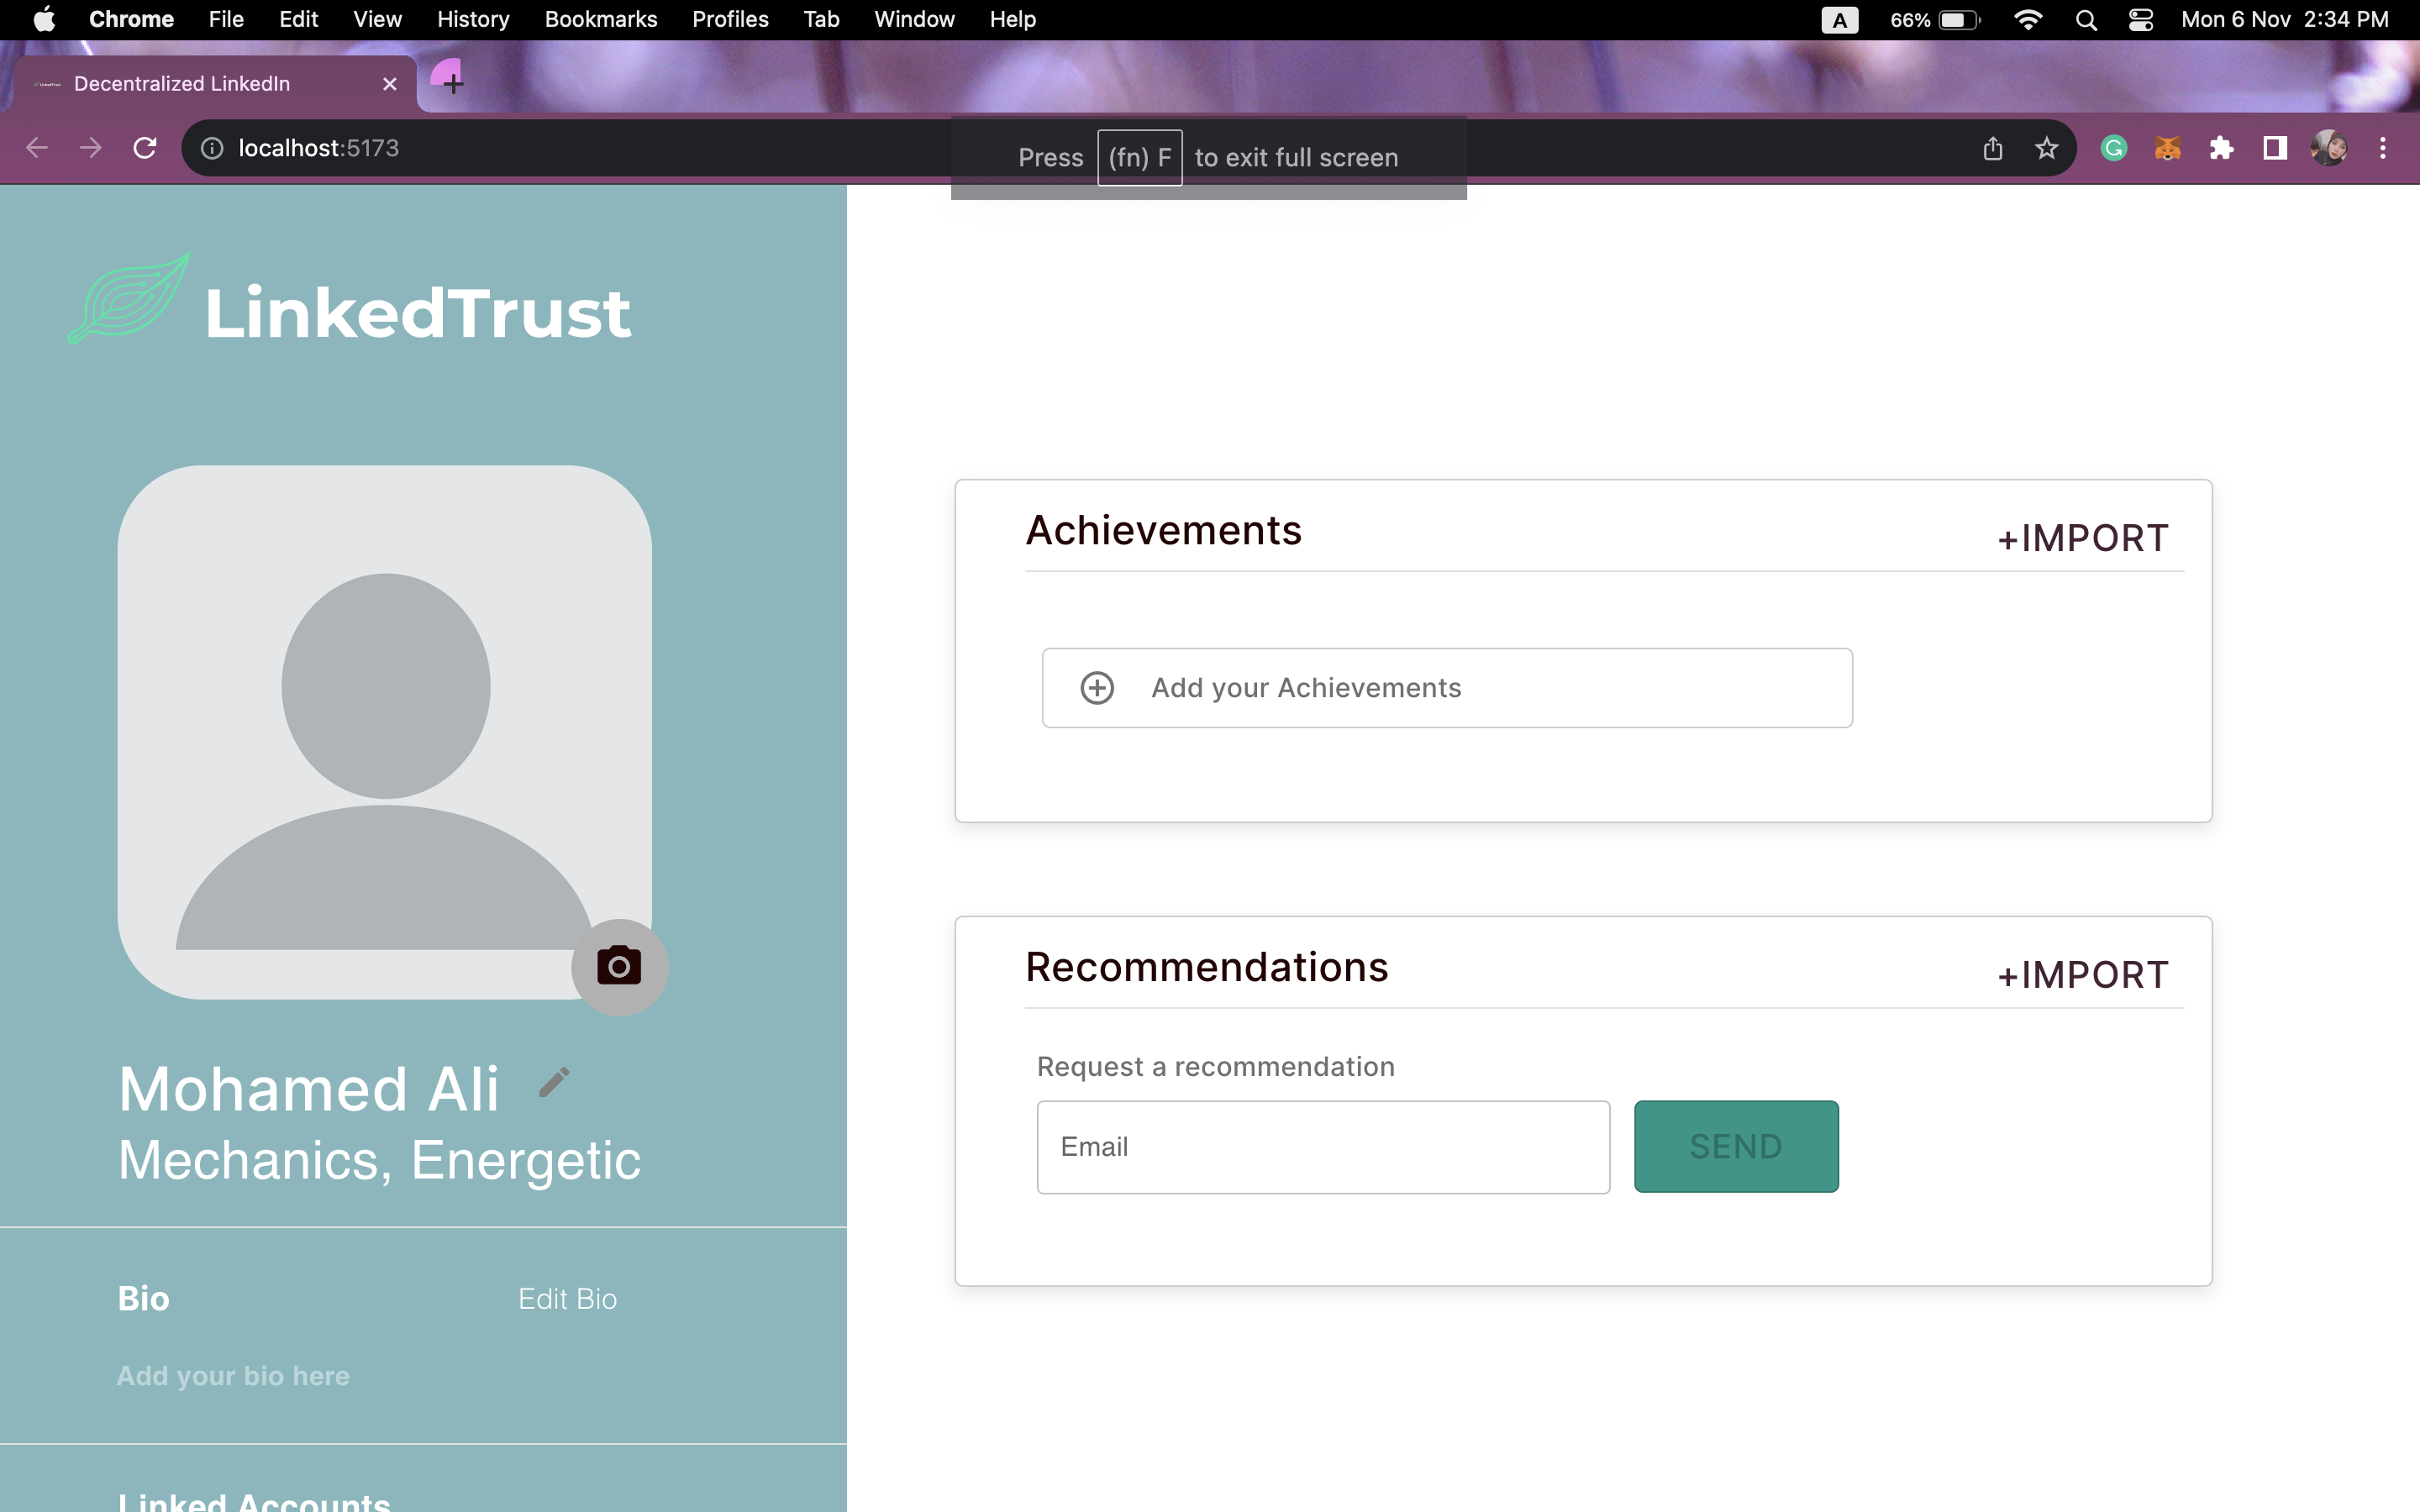 Chrome File Edit View History Bookmarks Profiles Tab Window Help A 66% Mon 6 Nov 2:34 PM
Decentralized LinkedIn
localhost:5173
Press (fn) F to exit full screen
LinkedTrust
Mohamed Ali
Mechanics, Energetic
Bio Edit Bio
Add your bio here
Linked Accounts
Achievements +IMPORT
Add your Achievements
Recommendations +IMPORT
Request a recommendation
Email SEND